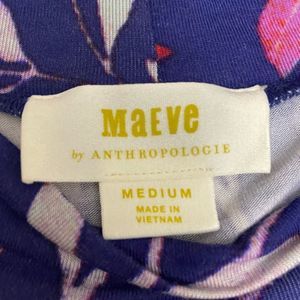 MAEVE
by ANTHROPOLOGIE
MEDIUM
MADE IN
VIETNAM